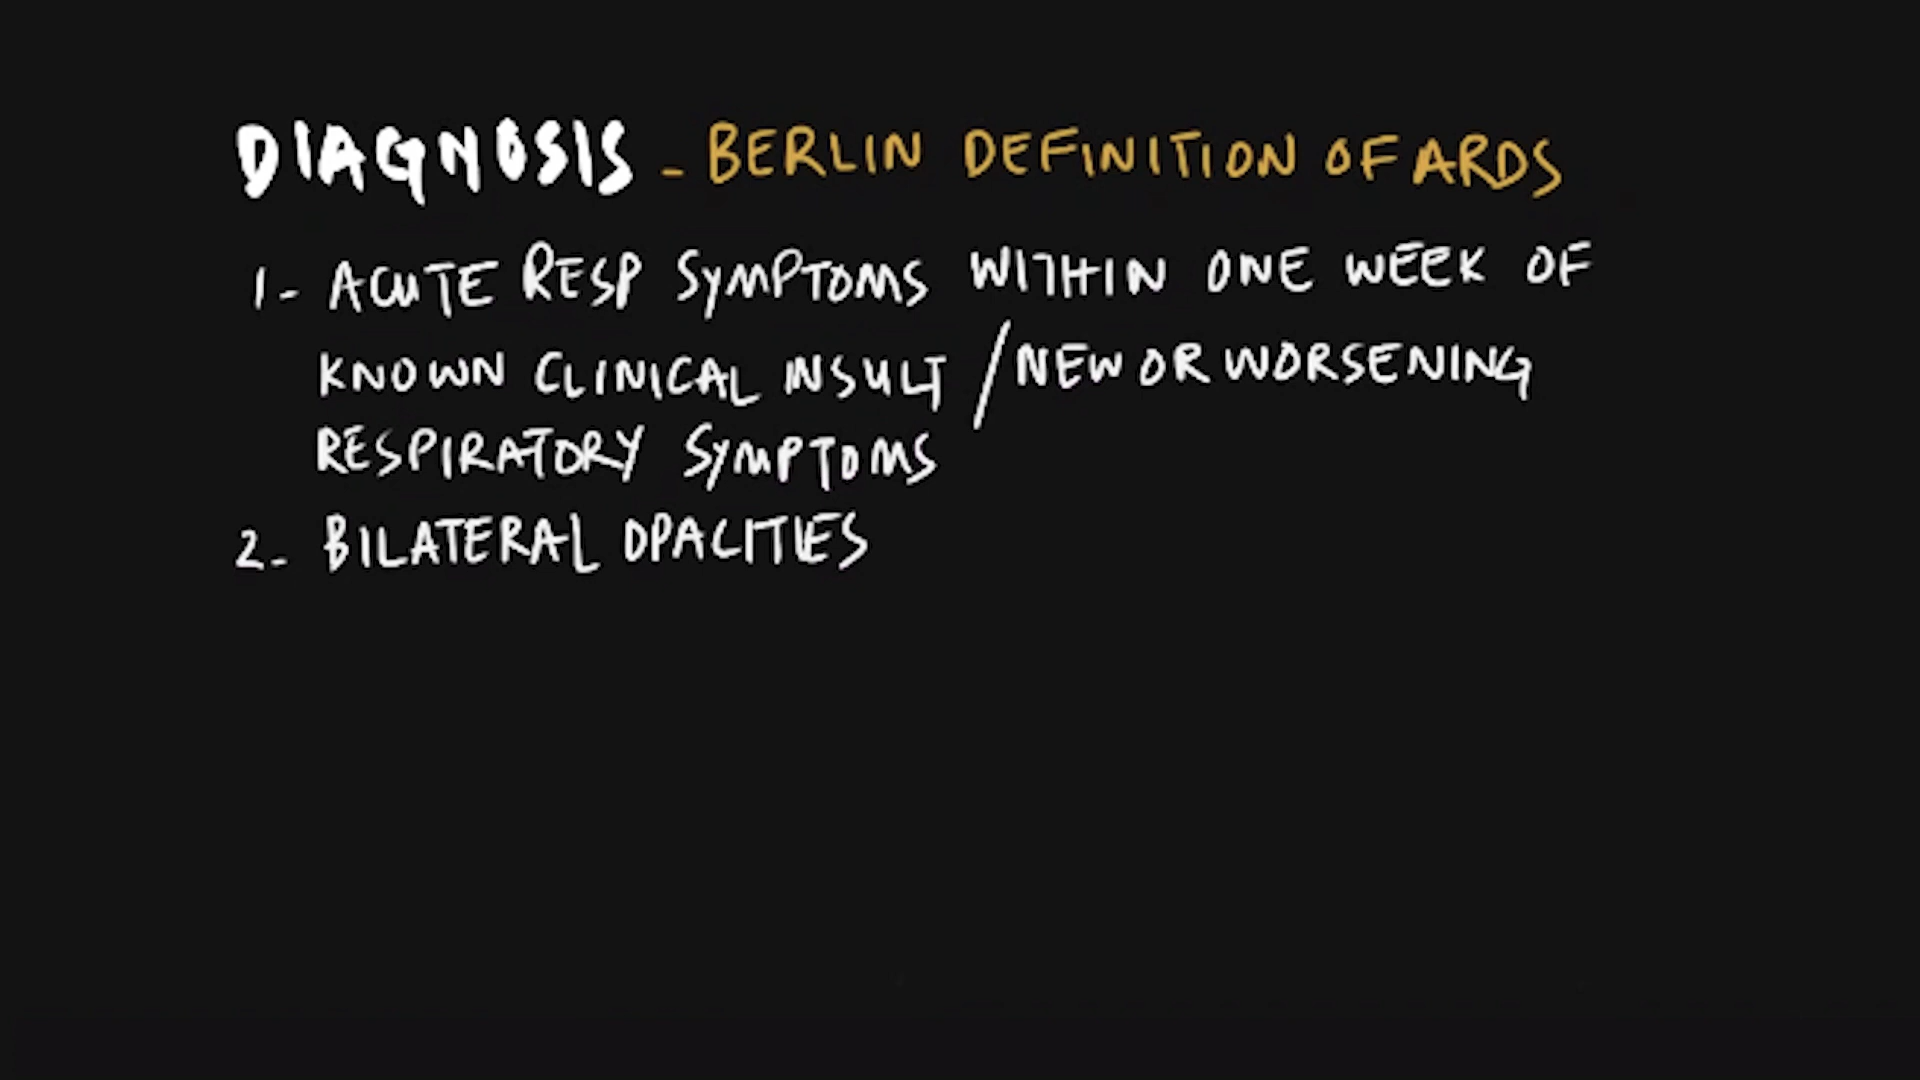 DIAGNOSIS - BERLIN DEFINITION OF ARDS
1- ACUTE RESP SYMPTOMS WITHIN ONE WEEK OF
KNOWN CLINICAL INSULT / NEW OR WORSENING
RESPIRATORY SYMPTOMS
2- BILATERAL OPACITIES